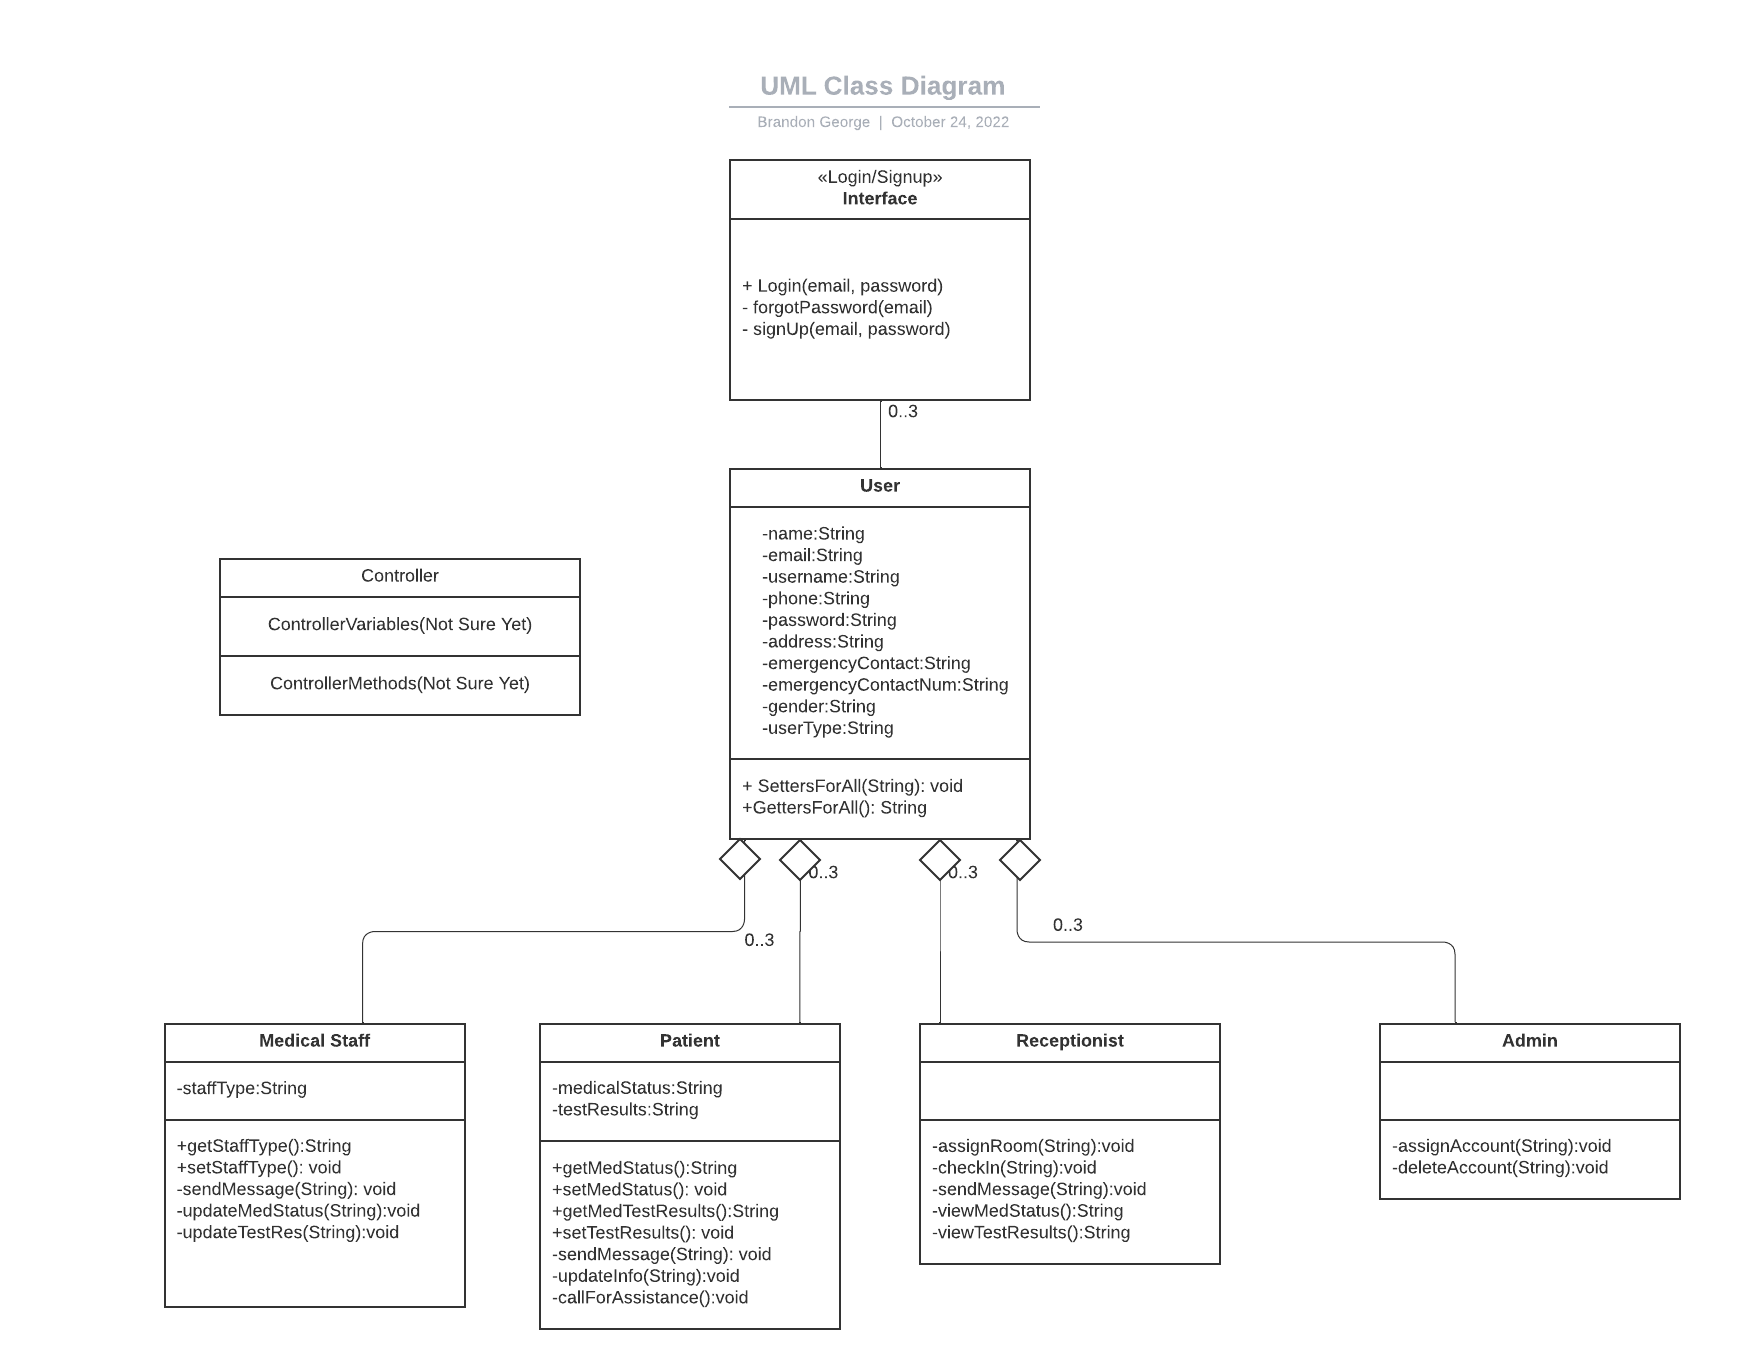 UML Class Diagram
Brandon George | October 24, 2022
«Login/Signup»
Interface
+ Login(email, password)
- forgotPassword(email)
- signUp(email, password)
0..3
User
-name:String
-email:String
-username:String
-phone:String
-password:String
-address:String
-emergencyContact:String
-emergencyContactNum:String
-gender:String
-userType:String
+ SettersForAll(String): void
+GettersForAll(): String
Controller
ControllerVariables(Not Sure Yet)
ControllerMethods(Not Sure Yet)
0..3
0..3
0..3
0..3
Medical Staff
-staffType:String
+getStaffType():String
+setStaffType(): void
-sendMessage(String): void
-updateMedStatus(String):void
-updateTestRes(String):void
Patient
-medicalStatus:String
-testResults:String
+getMedStatus():String
+setMedStatus(): void
+getMedTestResults():String
+setTestResults(): void
-sendMessage(String): void
-updateInfo(String):void
-callForAssistance():void
Receptionist
-assignRoom(String):void
-checkIn(String):void
-sendMessage(String):void
-viewMedStatus():String
-viewTestResults():String
Admin
-assignAccount(String):void
-deleteAccount(String):void